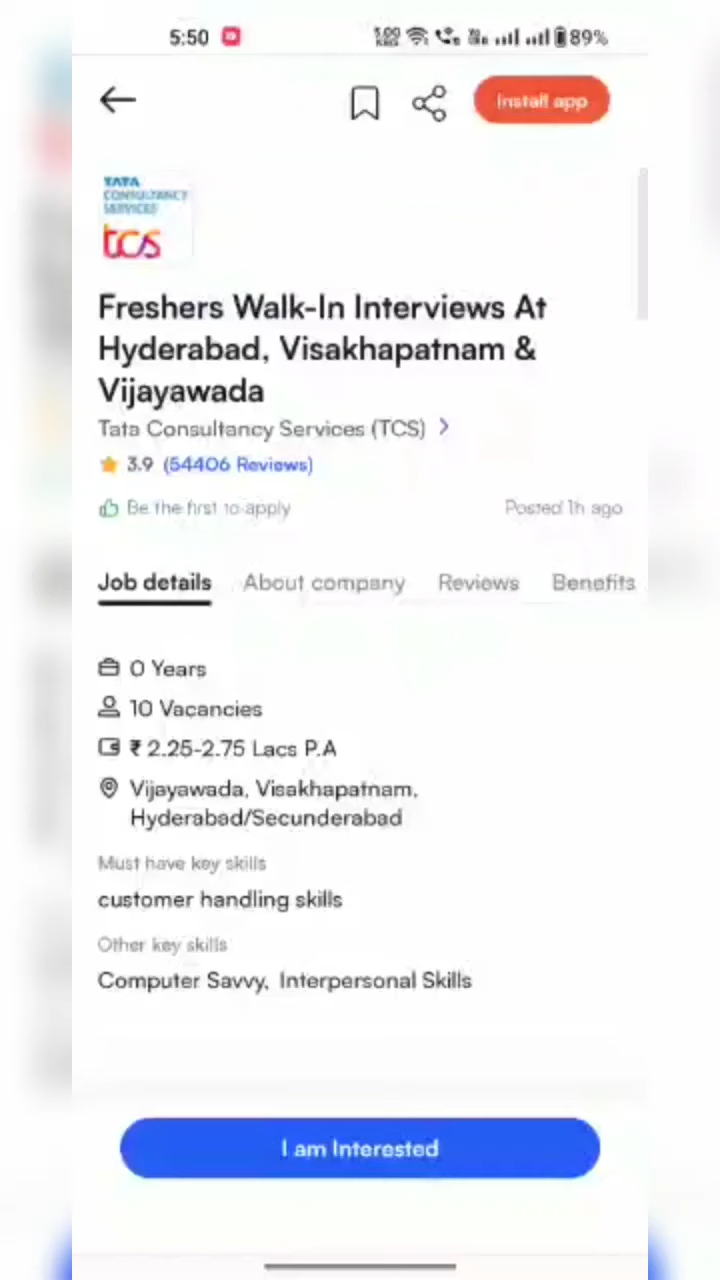 5:50
89%
Install app
TATA
CONSULTANCY
SERVICES
tcs
Freshers Walk-In Interviews At
Hyderabad, Visakhapatnam &
Vijayawada
Tata Consultancy Services (TCS)
3.9 (54406 Reviews)
Be the first to apply
Posted 1h ago
Job details
About company
Reviews
Benefits
0 Years
10 Vacancies
₹ 2.25-2.75 Lacs P.A
Vijayawada, Visakhapatnam,
Hyderabad/Secunderabad
Must have key skills
customer handling skills
Other key skills
Computer Savvy, Interpersonal Skills
I am Interested